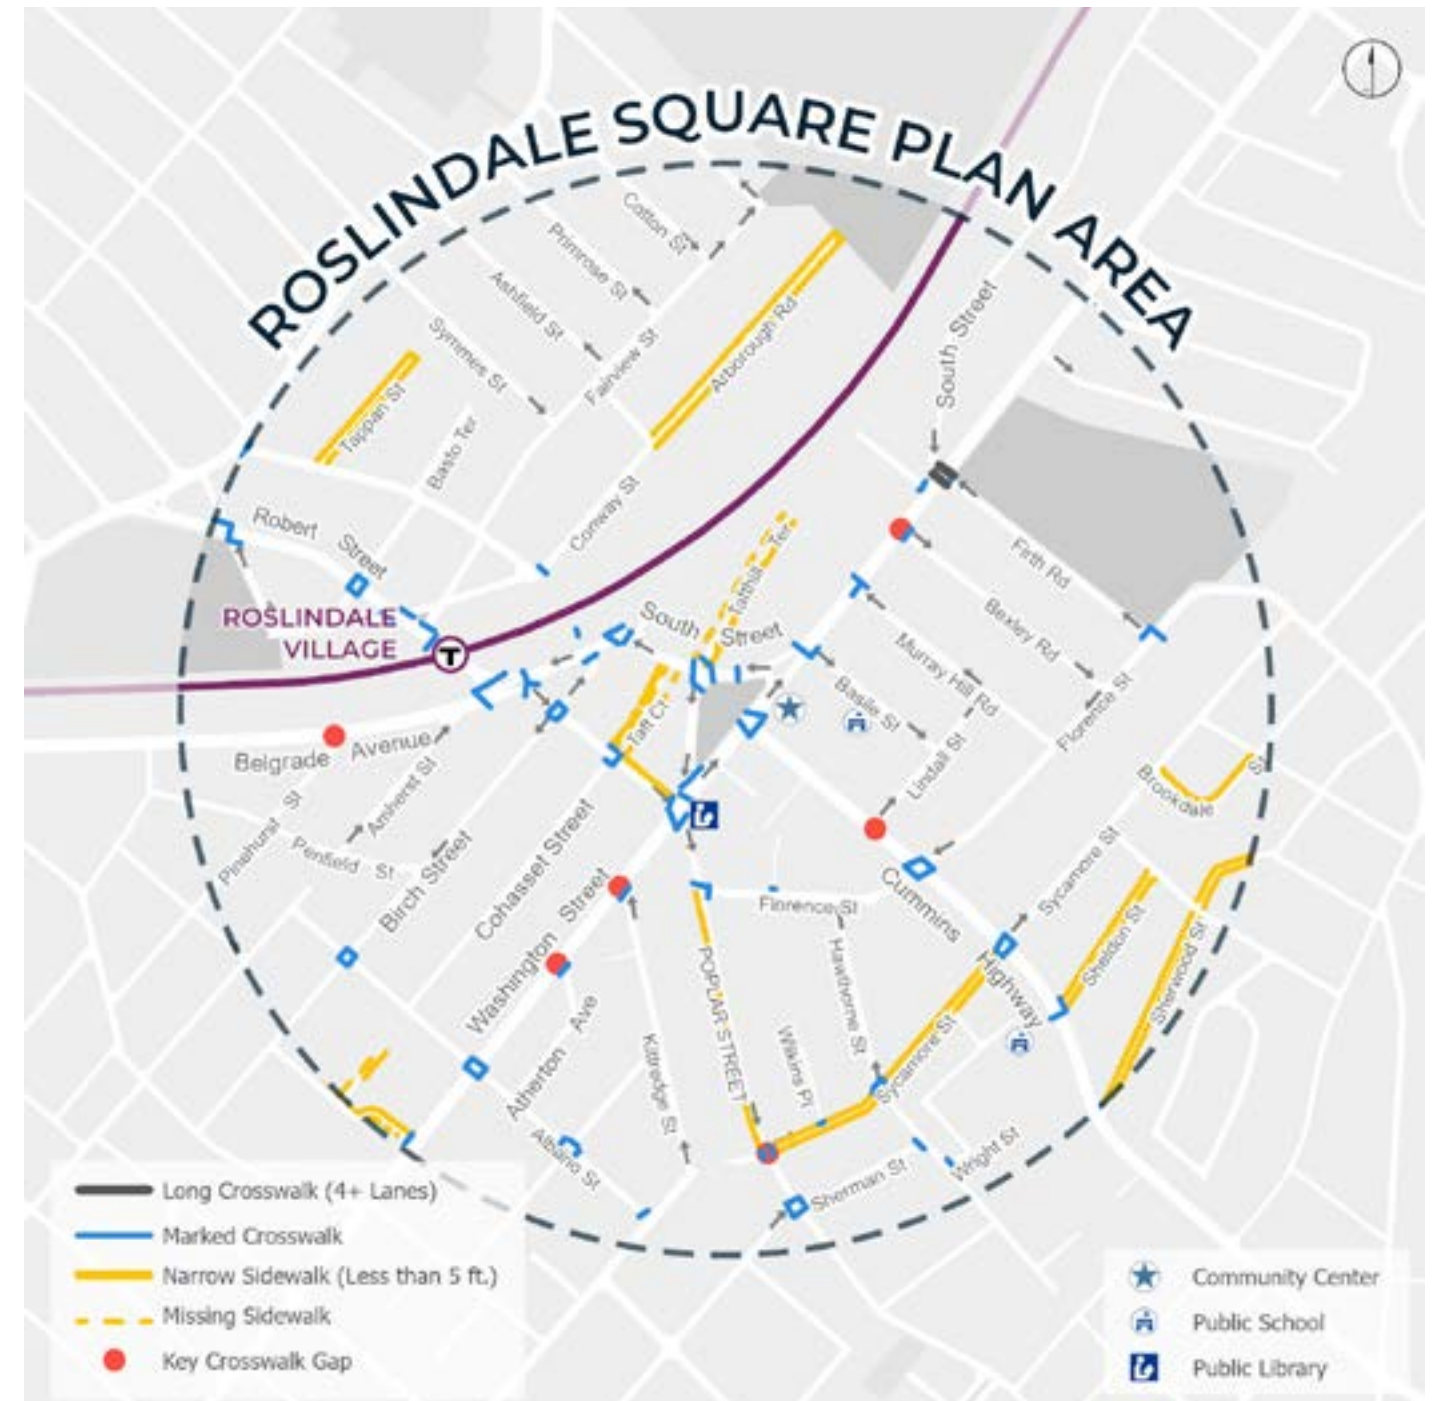 ROSLINDALE SQUARE PLAN AREA
Cotton St
Primrose St
Ashfield St
Symmes St
Fairview St
Arborough Rd
South Street
Tappan St
Basto Ter
Conway St
Robert Street
Firth Rd
Tafthill Ter
ROSLINDALE
VILLAGE
T
South Street
Bexley Rd
Murray Hill Rd
Basile St
Florence St
Taft Ct
Belgrade Avenue
Lindall St
Brookdale St
Amherst St
Pinehurst St
Penfield St
Birch Street
Cohasset Street
Washington Street
Florence St
Cummins Highway
Sycamore St
Sheldon St
Sherwood St
POPLAR STREET
Hawthorne St
Wilkins Pl
Sycamore St
Kittredge St
Atherton Ave
Albano St
Sherman St
Wright St
Long Crosswalk (4+ Lanes)
Marked Crosswalk
Narrow Sidewalk (Less than 5 ft.)
Missing Sidewalk
Key Crosswalk Gap
Community Center
Public School
Public Library